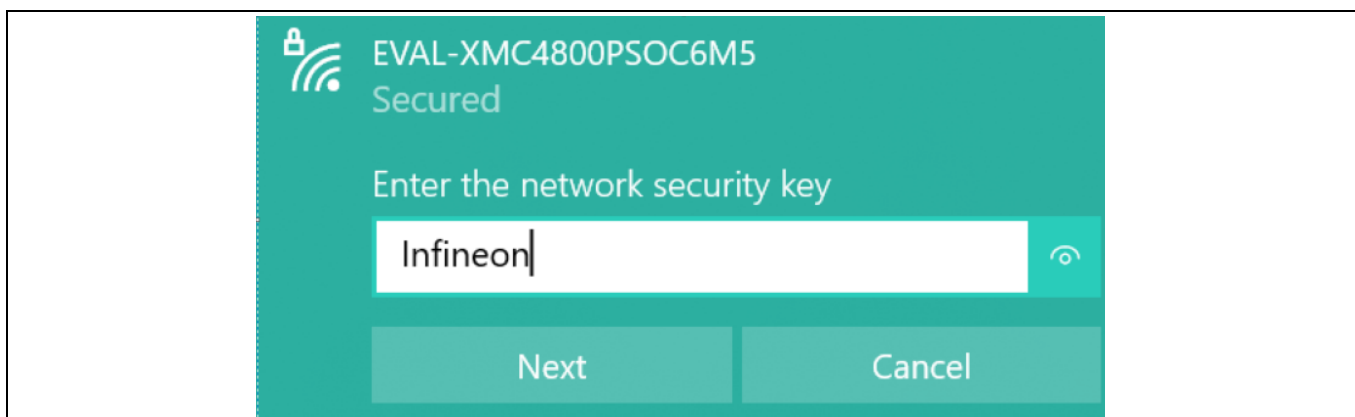 EVAL-XMC4800PSOC6M5
Secured
Enter the network security key
Infineon
Next
Cancel